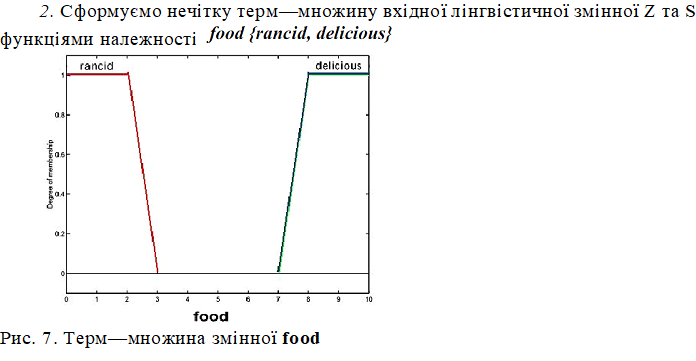 2. Сформуємо нечітку терм—множину вхідної лінгвістичної змінної Z та S
функціями належності food {rancid, delicious}
rancid delicious
1
0.8
0.6
0.4
0.2
0
Degree of membership
0 1 2 3 4 5 6 7 8 9 10
food
Рис. 7. Терм—множина змінної food